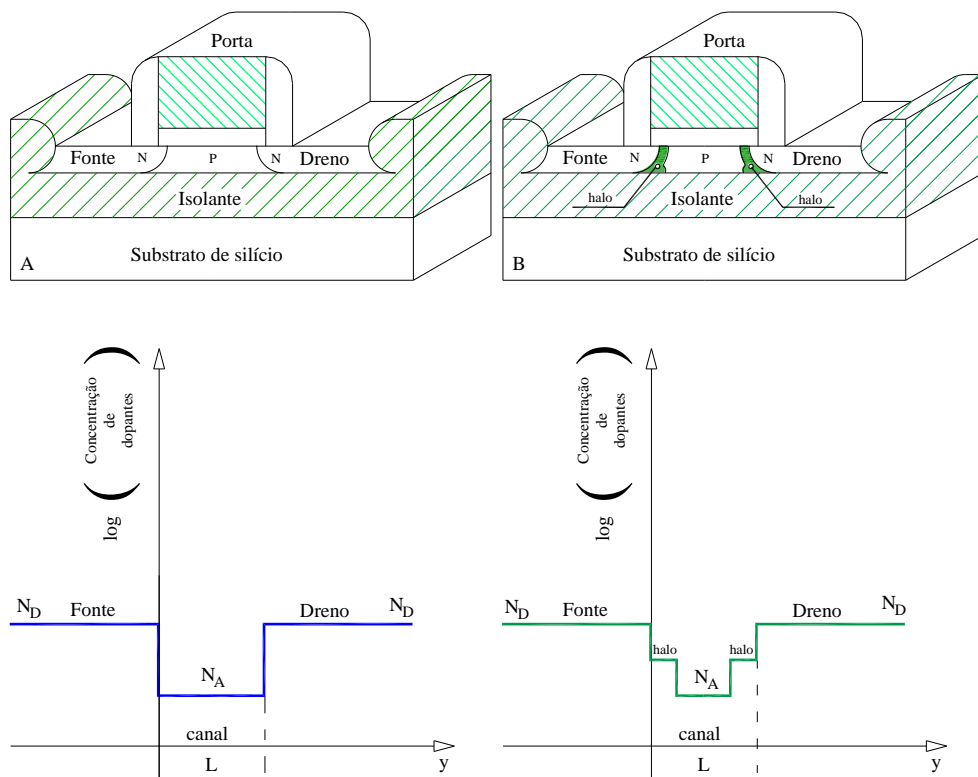 Porta
Fonte
N
P
N
Dreno
Isolante
Substrato de silício
A
Porta
Fonte
N
P
N
Dreno
halo
Isolante
halo
Substrato de silício
B
log
Concentração
de
dopantes
N_D
Fonte
Dreno
N_D
N_A
canal
L
y
log
Concentração
de
dopantes
N_D
Fonte
Dreno
N_D
halo
halo
N_A
canal
L
y